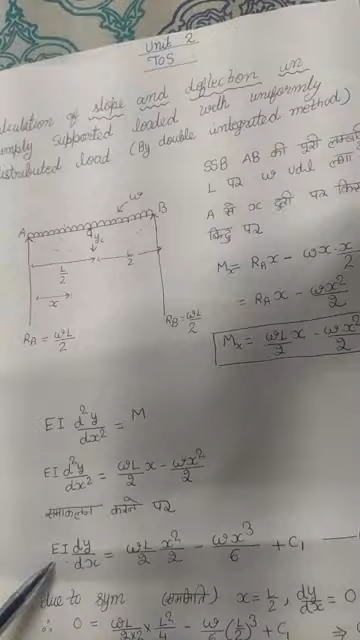 Unit 2
ToS
calculation of slope and deflection in
simply supported loaded with uniformly
distributed load (By double integrated method)
SSB AB की पुरी लम्बाई
L पर w udl लगा
A से x दुरी पर किसी
बिन्दु पर
w
A
B
yc
L/2
L/2
x
RA = wL/2
RB = wL/2
Mx = RAx - wx·x/2
= RAx - wx²/2
Mx = wL/2 x - wx²/2
EI d²y/dx² = M
EI d²y/dx² = wL/2 x - wx²/2
समाकलन करने पर
EI dy/dx = wL/2 x²/2 - wx³/6 + C₁
due to sym x = L/2, dy/dx = 0
∴ 0 = wL/2×2 × L²/4 - w/6 (L/2)³ + C₁ ⇒